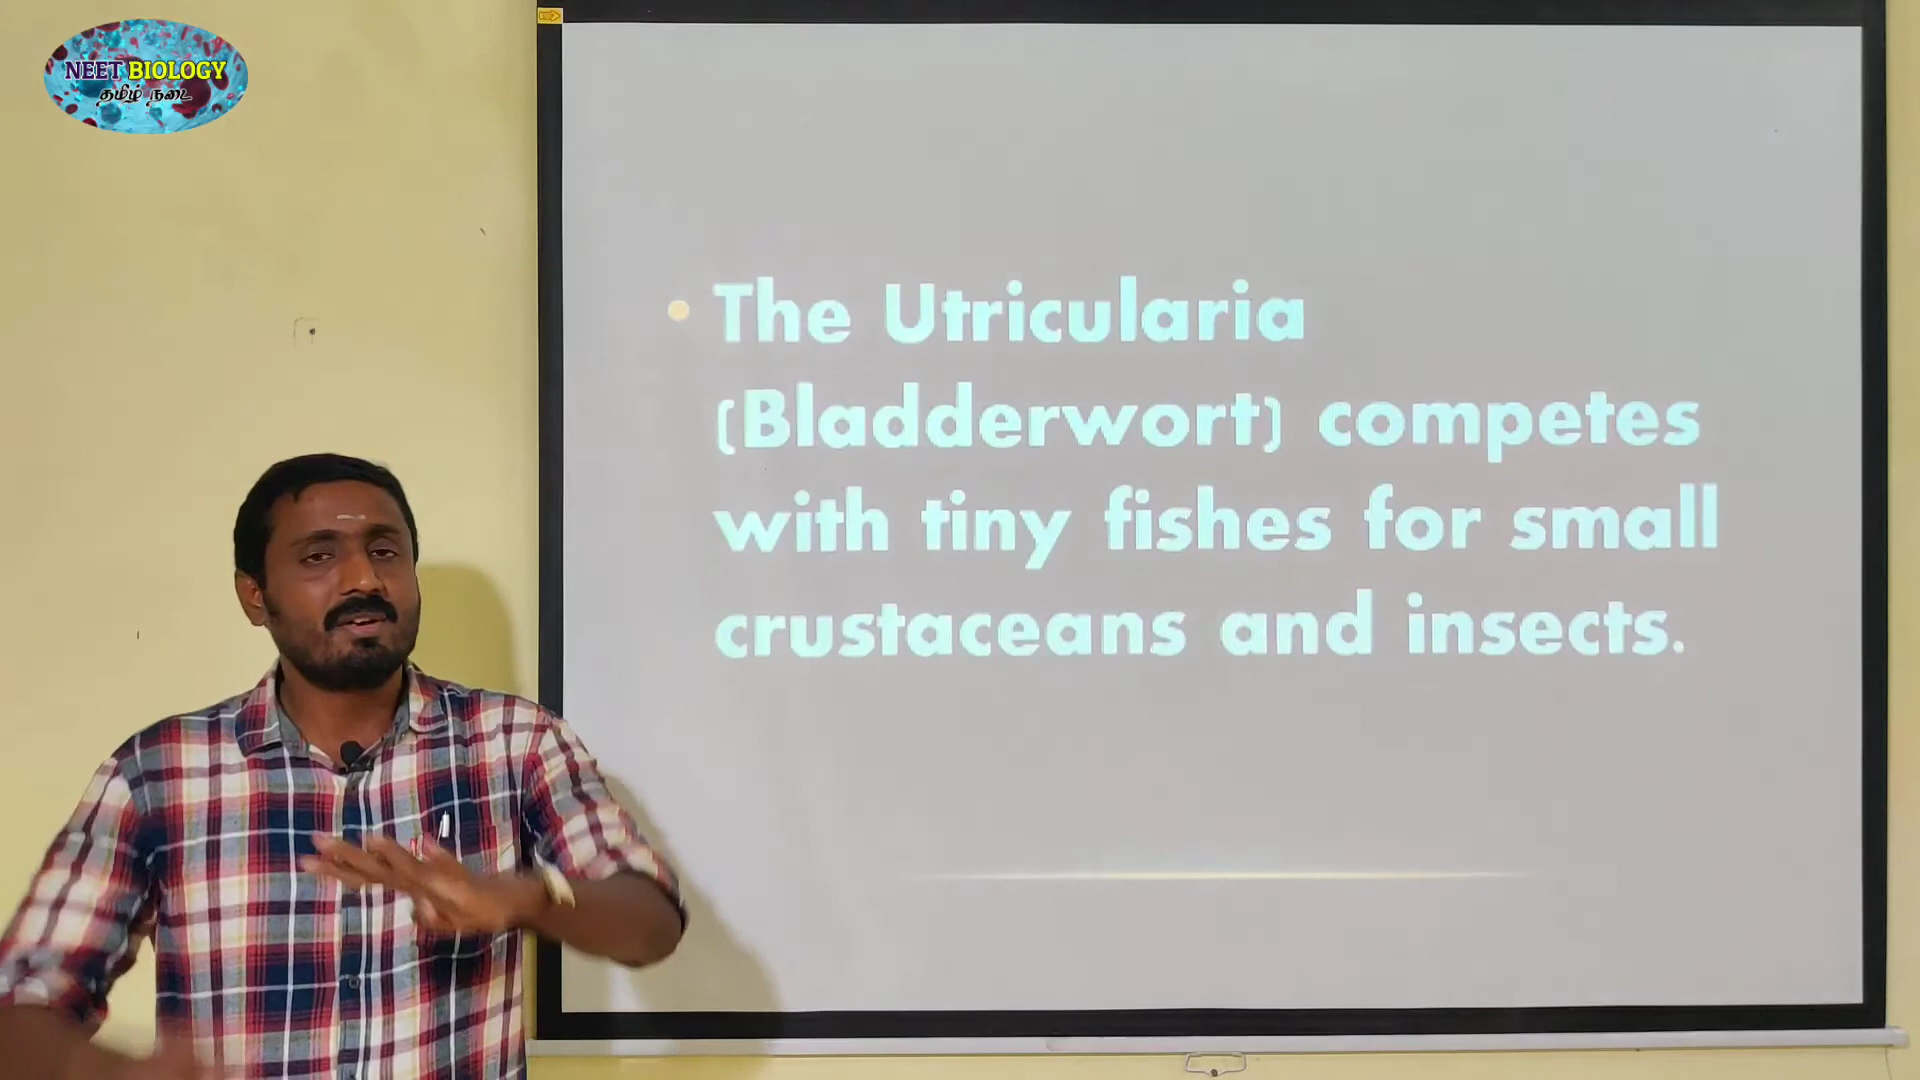 NEET BIOLOGY
தமிழ் நடை
• The Utricularia
(Bladderwort) competes
with tiny fishes for small
crustaceans and insects.